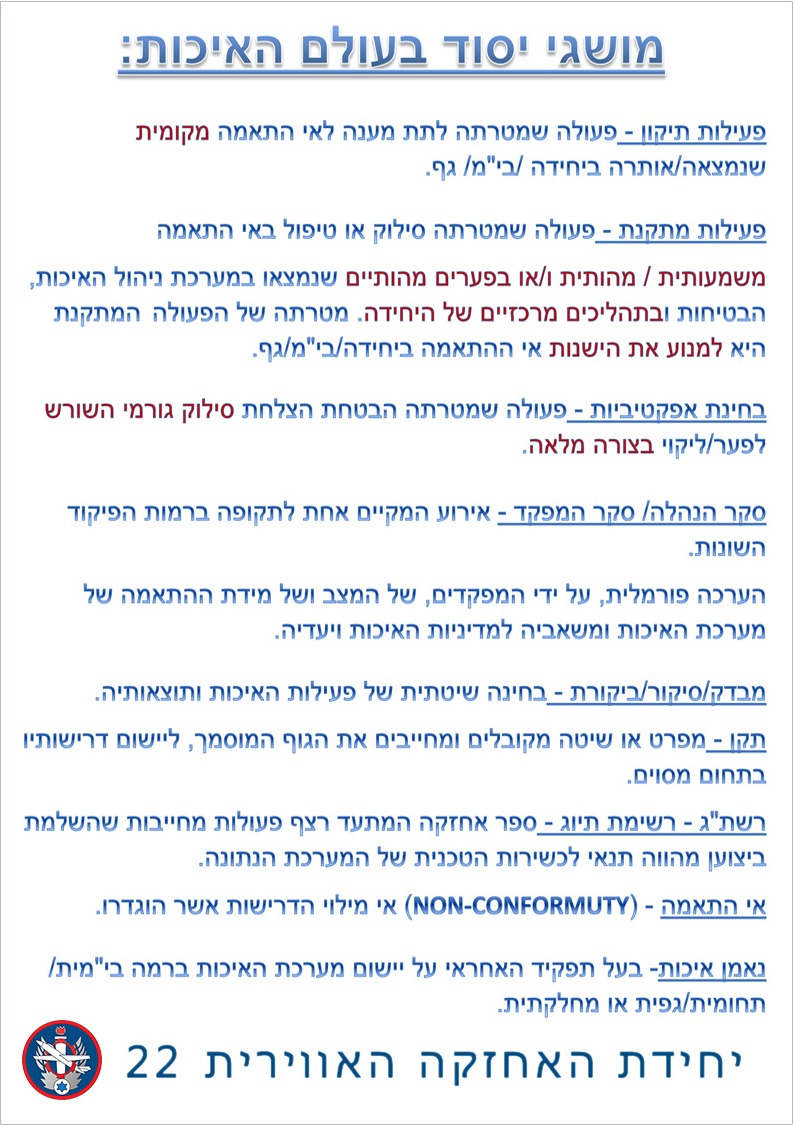 מושגי יסוד בעולם האיכות:
פעילות תיקון - פעולה שמטרתה לתת מענה לאי התאמה מקומית
שנמצאה/אותרה ביחידה /בי"מ/ גף.
פעילות מתקנת - פעולה שמטרתה סילוק או טיפול באי התאמה
משמעותית / מהותית ו/או בפערים מהותיים שנמצאו במערכת ניהול האיכות,
הבטיחות ובתהליכים מרכזיים של היחידה. מטרתה של הפעולה המתקנת
היא למנוע את הישנות אי ההתאמה ביחידה/בי"מ/גף.
בחינת אפקטיביות - פעולה שמטרתה הבטחת הצלחת סילוק גורמי השורש
לפער/ליקוי בצורה מלאה.
סקר הנהלה/ סקר המפקד - אירוע המקיים אחת לתקופה ברמות הפיקוד
השונות.
הערכה פורמלית, על ידי המפקדים, של המצב ושל מידת ההתאמה של
מערכת האיכות ומשאביה למדיניות האיכות ויעדיה.
מבדק/סיקור/ביקורת - בחינה שיטתית של פעילות האיכות ותוצאותיה.
תקן - מפרט או שיטה מקובלים ומחייבים את הגוף המוסמך, ליישום דרישותיו
בתחום מסוים.
רשת"ג - רשימת תיוג - ספר אחזקה המתעד רצף פעולות מחייבות שהשלמת
ביצוען מהווה תנאי לכשירות הטכנית של המערכת הנתונה.
אי התאמה - (NON-CONFORMUTY) אי מילוי הדרישות אשר הוגדרו.
נאמן איכות- בעל תפקיד האחראי על יישום מערכת האיכות ברמה בי"מית/
תחומית/גפית או מחלקתית.
יחידת האחזקה האווירית 22